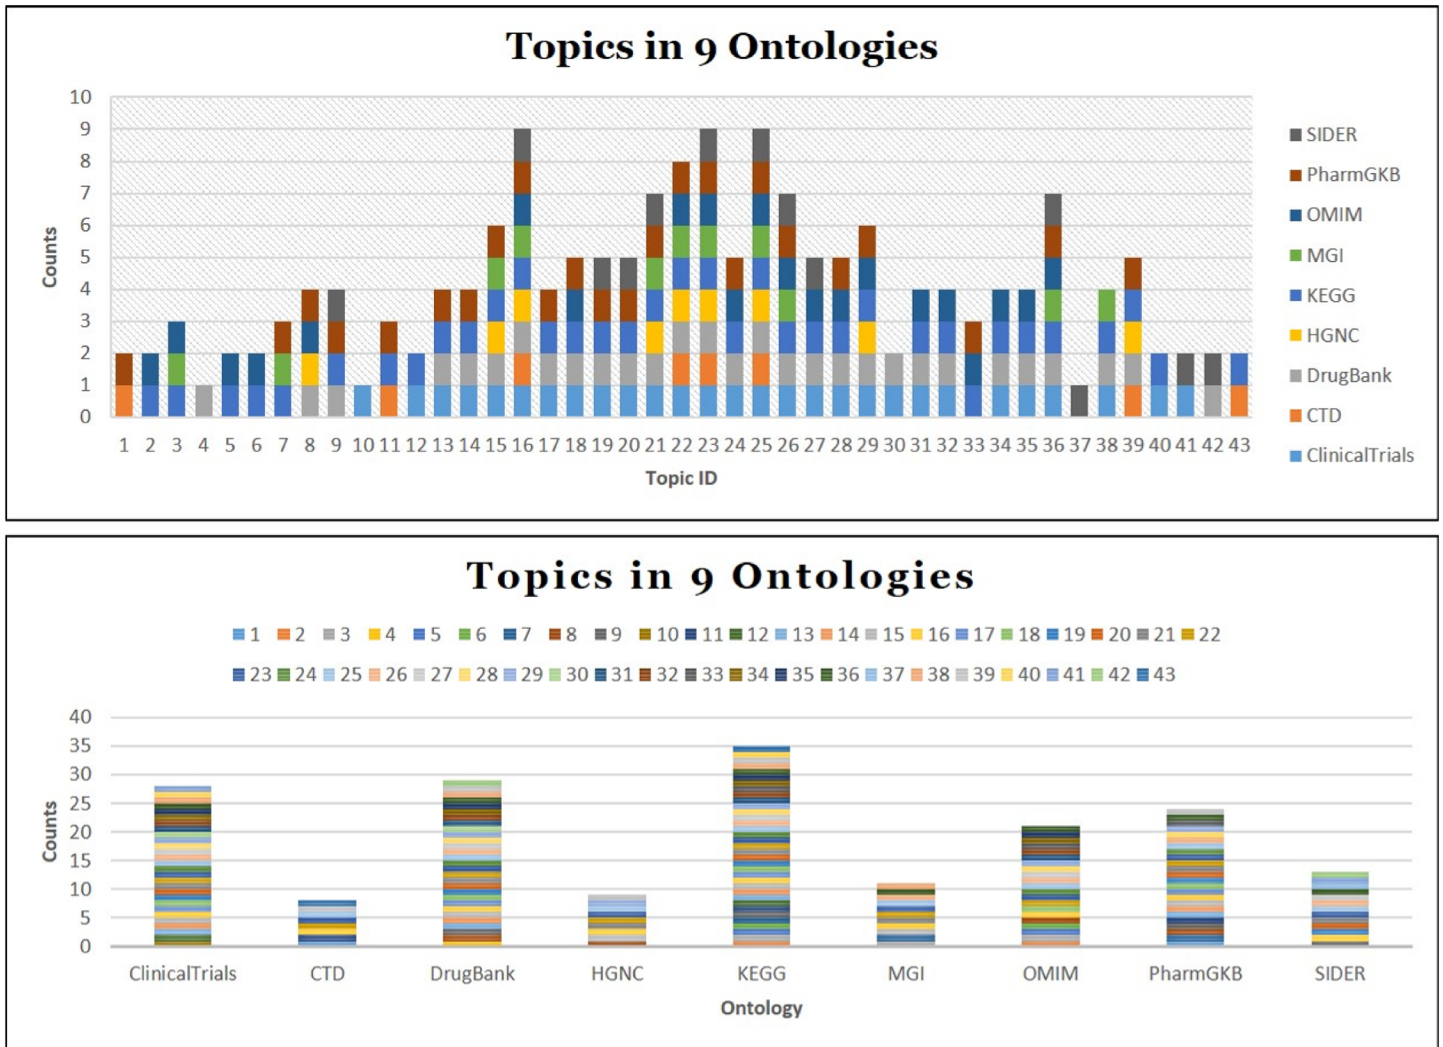 Topics in 9 Ontologies
10
9
8
7
6
5
4
3
2
1
0
Counts
1 2 3 4 5 6 7 8 9 10 11 12 13 14 15 16 17 18 19 20 21 22 23 24 25 26 27 28 29 30 31 32 33 34 35 36 37 38 39 40 41 42 43
Topic ID
SIDER
PharmGKB
OMIM
MGI
KEGG
HGNC
DrugBank
CTD
ClinicalTrials
Topics in 9 Ontologies
1 2 3 4 5 6 7 8 9 10 11 12 13 14 15 16 17 18 19 20 21 22
23 24 25 26 27 28 29 30 31 32 33 34 35 36 37 38 39 40 41 42 43
40
35
30
25
20
15
10
5
0
Counts
ClinicalTrials CTD DrugBank HGNC KEGG MGI OMIM PharmGKB SIDER
Ontology